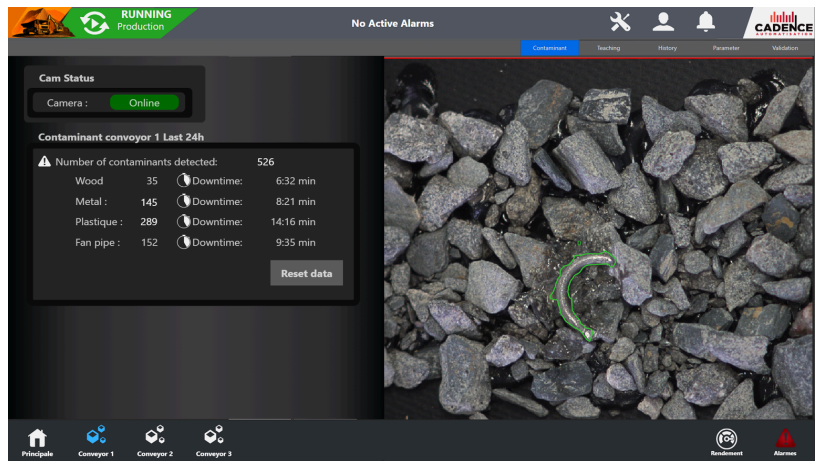 RUNNING
Production
No Active Alarms
CADENCE
AUTOMATISATION
Contaminant
Teaching
History
Parameter
Validation
Cam Status
Camera : Online
Contaminant convoyor 1 Last 24h
Number of contaminants detected: 526
Wood 35 Downtime: 6:32 min
Metal : 145 Downtime: 8:21 min
Plastique : 289 Downtime: 14:16 min
Fan pipe : 152 Downtime: 9:35 min
Reset data
Principale
Conveyor 1
Conveyor 2
Conveyor 3
Rendement
Alarmes